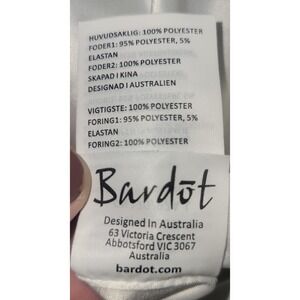 HUVUDSAKLIG: 100% POLYESTER
FODER1: 95% POLYESTER, 5%
ELASTAN
FODER2: 100% POLYESTER
SKAPAD I KINA
DESIGNAD I AUSTRALIEN
VIGTIGSTE: 100% POLYESTER
FORING1: 95% POLYESTER, 5%
ELASTAN
FORING2: 100% POLYESTER
Bardōt
Designed In Australia
63 Victoria Crescent
Abbotsford VIC 3067
Australia
bardot.com